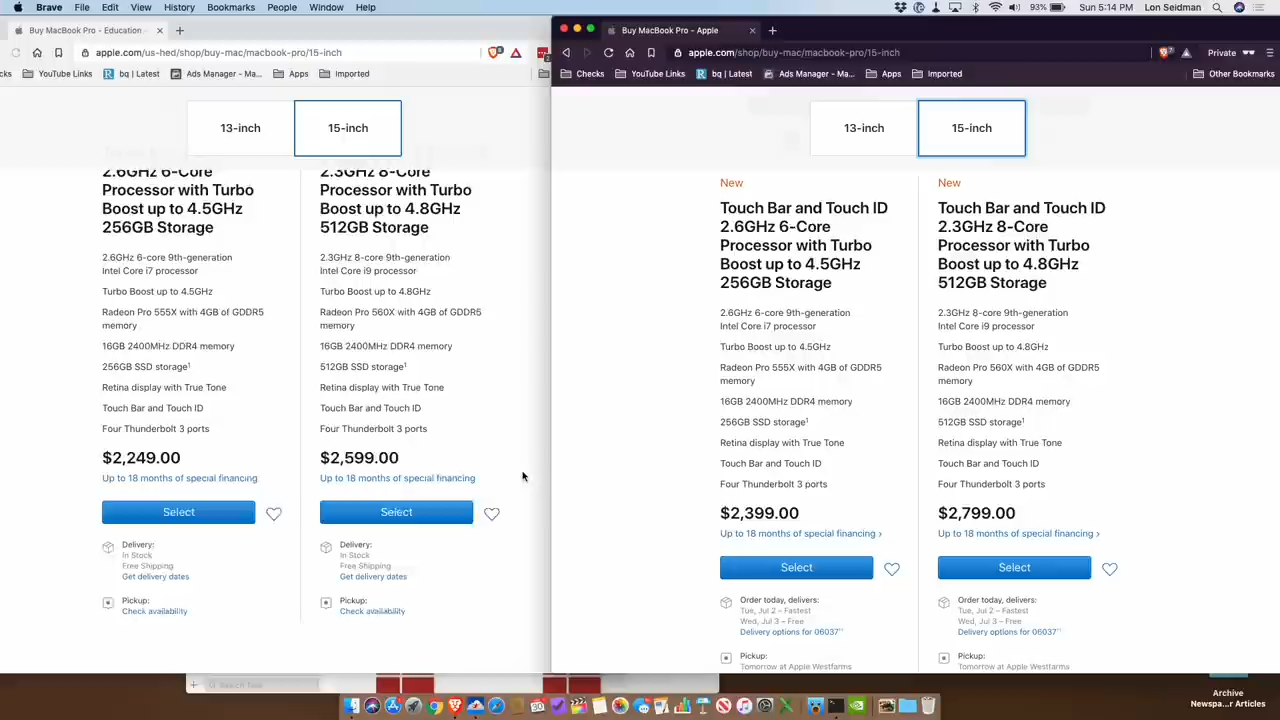 Brave File Edit View History Bookmarks People Window Help
93% Sun 5:14 PM Lon Seidman
Buy MacBook Pro - Education
apple.com/us-hed/shop/buy-mac/macbook-pro/15-inch
cks YouTube Links bq | Latest Ads Manager - Ma... Apps Imported
13-inch 15-inch
2.6GHz 6-Core
Processor with Turbo
Boost up to 4.5GHz
256GB Storage
2.6GHz 6-core 9th-generation
Intel Core i7 processor
Turbo Boost up to 4.5GHz
Radeon Pro 555X with 4GB of GDDR5
memory
16GB 2400MHz DDR4 memory
256GB SSD storage¹
Retina display with True Tone
Touch Bar and Touch ID
Four Thunderbolt 3 ports
$2,249.00
Up to 18 months of special financing
Select
Delivery:
In Stock
Free Shipping
Get delivery dates
Pickup:
Check availability
2.3GHz 8-Core
Processor with Turbo
Boost up to 4.8GHz
512GB Storage
2.3GHz 8-core 9th-generation
Intel Core i9 processor
Turbo Boost up to 4.8GHz
Radeon Pro 560X with 4GB of GDDR5
memory
16GB 2400MHz DDR4 memory
512GB SSD storage¹
Retina display with True Tone
Touch Bar and Touch ID
Four Thunderbolt 3 ports
$2,599.00
Up to 18 months of special financing
Select
Delivery:
In Stock
Free Shipping
Get delivery dates
Pickup:
Check availability
Buy MacBook Pro - Apple
apple.com/shop/buy-mac/macbook-pro/15-inch
Private
Checks YouTube Links bq | Latest Ads Manager - Ma... Apps Imported Other Bookmarks
13-inch 15-inch
New
Touch Bar and Touch ID
2.6GHz 6-Core
Processor with Turbo
Boost up to 4.5GHz
256GB Storage
2.6GHz 6-core 9th-generation
Intel Core i7 processor
Turbo Boost up to 4.5GHz
Radeon Pro 555X with 4GB of GDDR5
memory
16GB 2400MHz DDR4 memory
256GB SSD storage¹
Retina display with True Tone
Touch Bar and Touch ID
Four Thunderbolt 3 ports
$2,399.00
Up to 18 months of special financing ›
Select
Order today, delivers:
Tue, Jul 2 – Fastest
Wed, Jul 3 – Free
Delivery options for 06037
Pickup:
Tomorrow at Apple Westfarms
New
Touch Bar and Touch ID
2.3GHz 8-Core
Processor with Turbo
Boost up to 4.8GHz
512GB Storage
2.3GHz 8-core 9th-generation
Intel Core i9 processor
Turbo Boost up to 4.8GHz
Radeon Pro 560X with 4GB of GDDR5
memory
16GB 2400MHz DDR4 memory
512GB SSD storage¹
Retina display with True Tone
Touch Bar and Touch ID
Four Thunderbolt 3 ports
$2,799.00
Up to 18 months of special financing ›
Select
Order today, delivers:
Tue, Jul 2 – Fastest
Wed, Jul 3 – Free
Delivery options for 06037
Pickup:
Tomorrow at Apple Westfarms
30
Archive
Newspa...r Articles